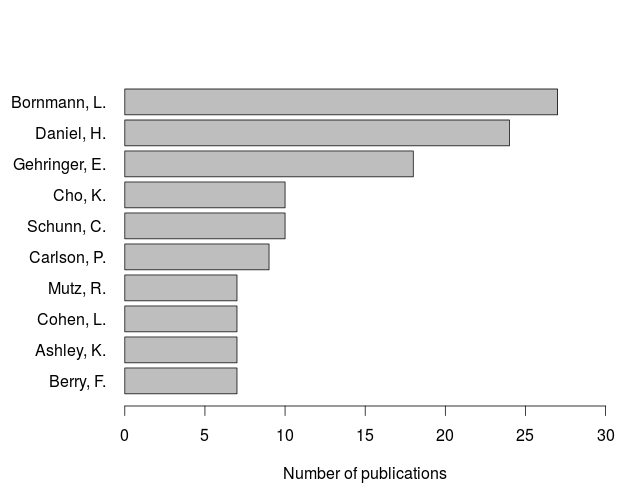 Bornmann, L.
Daniel, H.
Gehringer, E.
Cho, K.
Schunn, C.
Carlson, P.
Mutz, R.
Cohen, L.
Ashley, K.
Berry, F.
0 5 10 15 20 25 30
Number of publications